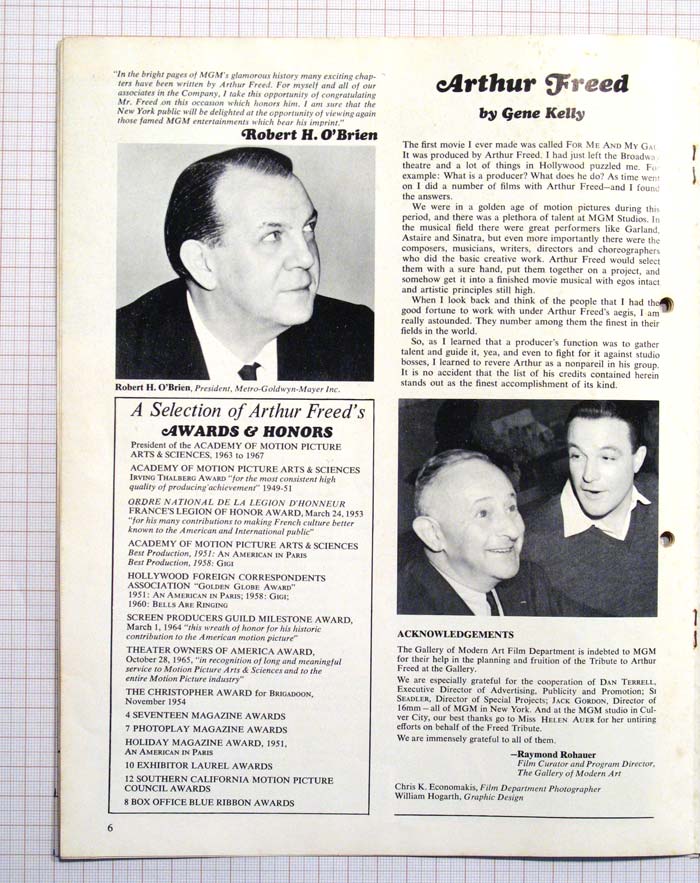 "In the bright pages of MGM's glamorous history many exciting chap-
ters have been written by Arthur Freed. For myself and all of our
associates in the Company, I take this opportunity of congratulating
Mr. Freed on this occasion which honors him. I am sure that the
New York public will be delighted at the opportunity of viewing again
those famed MGM entertainments which bear his imprint."
Robert H. O'Brien
Robert H. O'Brien, President, Metro-Goldwyn-Mayer Inc.
A Selection of Arthur Freed's
AWARDS & HONORS
President of the ACADEMY OF MOTION PICTURE
ARTS & SCIENCES, 1963 to 1967
ACADEMY OF MOTION PICTURE ARTS & SCIENCES
IRVING THALBERG AWARD "for the most consistent high
quality of producing achievement" 1949-51
ORDRE NATIONAL DE LA LEGION D'HONNEUR
FRANCE'S LEGION OF HONOR AWARD, March 24, 1953
"for his many contributions to making French culture better
known to the American and International public"
ACADEMY OF MOTION PICTURE ARTS & SCIENCES
Best Production, 1951: AN AMERICAN IN PARIS
Best Production, 1958: GIGI
HOLLYWOOD FOREIGN CORRESPONDENTS
ASSOCIATION "GOLDEN GLOBE AWARD"
1951: AN AMERICAN IN PARIS; 1958: GIGI;
1960: BELLS ARE RINGING
SCREEN PRODUCERS GUILD MILESTONE AWARD,
March 1, 1964 "this wreath of honor for his historic
contribution to the American motion picture"
THEATER OWNERS OF AMERICA AWARD,
October 28, 1965, "in recognition of long and meaningful
service to Motion Picture Arts & Sciences and to the
entire Motion Picture industry"
THE CHRISTOPHER AWARD for BRIGADOON,
November 1954
4 SEVENTEEN MAGAZINE AWARDS
7 PHOTOPLAY MAGAZINE AWARDS
HOLIDAY MAGAZINE AWARD, 1951,
AN AMERICAN IN PARIS
10 EXHIBITOR LAUREL AWARDS
12 SOUTHERN CALIFORNIA MOTION PICTURE
COUNCIL AWARDS
8 BOX OFFICE BLUE RIBBON AWARDS
6
Arthur Freed
by Gene Kelly
The first movie I ever made was called FOR ME AND MY GAL.
It was produced by Arthur Freed. I had just left the Broadway
theatre and a lot of things in Hollywood puzzled me. For
example: What is a producer? What does he do? As time went
on I did a number of films with Arthur Freed—and I found
the answers.
We were in a golden age of motion pictures during this
period, and there was a plethora of talent at MGM Studios. In
the musical field there were great performers like Garland,
Astaire and Sinatra, but even more importantly there were the
composers, musicians, writers, directors and choreographers
who did the basic creative work. Arthur Freed would select
them with a sure hand, put them together on a project, and
somehow get it into a finished movie musical with egos intact
and artistic principles still high.
When I look back and think of the people that I had the
good fortune to work with under Arthur Freed's aegis, I am
really astounded. They number among them the finest in their
fields in the world.
So, as I learned that a producer's function was to gather
talent and guide it, yea, and even to fight for it against studio
bosses, I learned to revere Arthur as a nonpareil in his group.
It is no accident that the list of his credits contained herein
stands out as the finest accomplishment of its kind.
ACKNOWLEDGEMENTS
The Gallery of Modern Art Film Department is indebted to MGM
for their help in the planning and fruition of the Tribute to Arthur
Freed at the Gallery.
We are especially grateful for the cooperation of DAN TERRELL,
Executive Director of Advertising, Publicity and Promotion; SI
SEADLER, Director of Special Projects; JACK GORDON, Director of
16mm—all of MGM in New York. And at the MGM studio in Cul-
ver City, our best thanks go to Miss HELEN AUER for her untiring
efforts on behalf of the Freed Tribute.
We are immensely grateful to all of them.
—Raymond Rohauer
Film Curator and Program Director,
The Gallery of Modern Art
Chris K. Economakis, Film Department Photographer
William Hogarth, Graphic Design